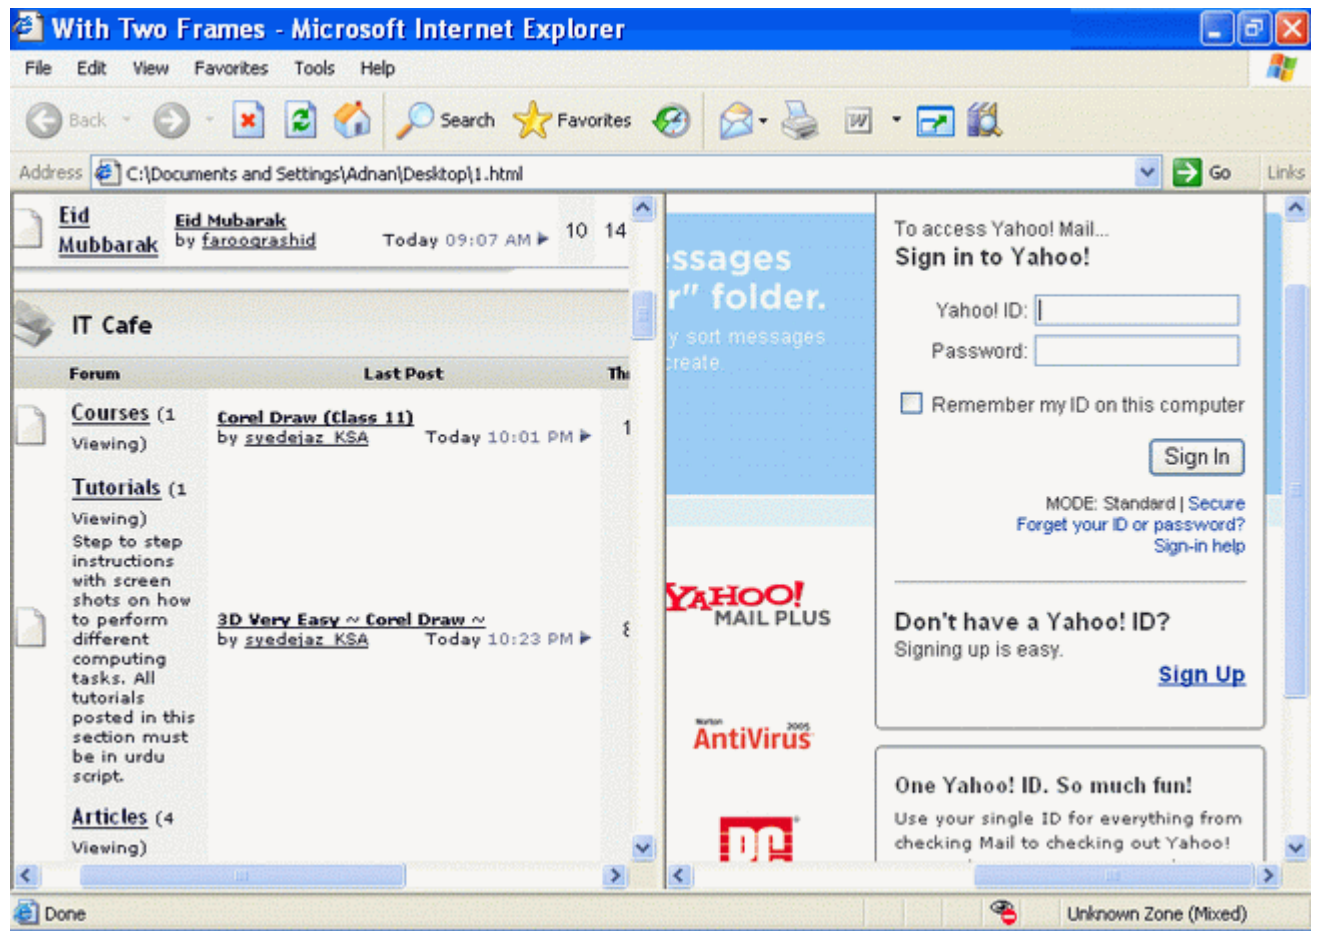 With Two Frames - Microsoft Internet Explorer
File Edit View Favorites Tools Help
Back Search Favorites
Address C:\Documents and Settings\Adnan\Desktop\1.html Go Links
Eid
Mubbarak
Eid Mubarak
by farooqrashid Today 09:07 AM 10 14
IT Cafe
Forum Last Post
Courses (1
Viewing)
Corel Draw (Class 11)
by syedejaz KSA Today 10:01 PM 1
Tutorials (1
Viewing)
Step to step
instructions
with screen
shots on how
to perform
different
computing
tasks. All
tutorials
posted in this
section must
be in urdu
script.
3D Very Easy ~ Corel Draw ~
by syedejaz KSA Today 10:23 PM
Articles (4
Viewing)
ssages
r" folder.
y sort messages
create
YAHOO!
MAIL PLUS
Norton
AntiVirus 2005
To access Yahoo! Mail...
Sign in to Yahoo!
Yahoo! ID:
Password:
Remember my ID on this computer
Sign In
MODE: Standard | Secure
Forget your ID or password?
Sign-in help
Don't have a Yahoo! ID?
Signing up is easy.
Sign Up
One Yahoo! ID. So much fun!
Use your single ID for everything from
checking Mail to checking out Yahoo!
Done Unknown Zone (Mixed)